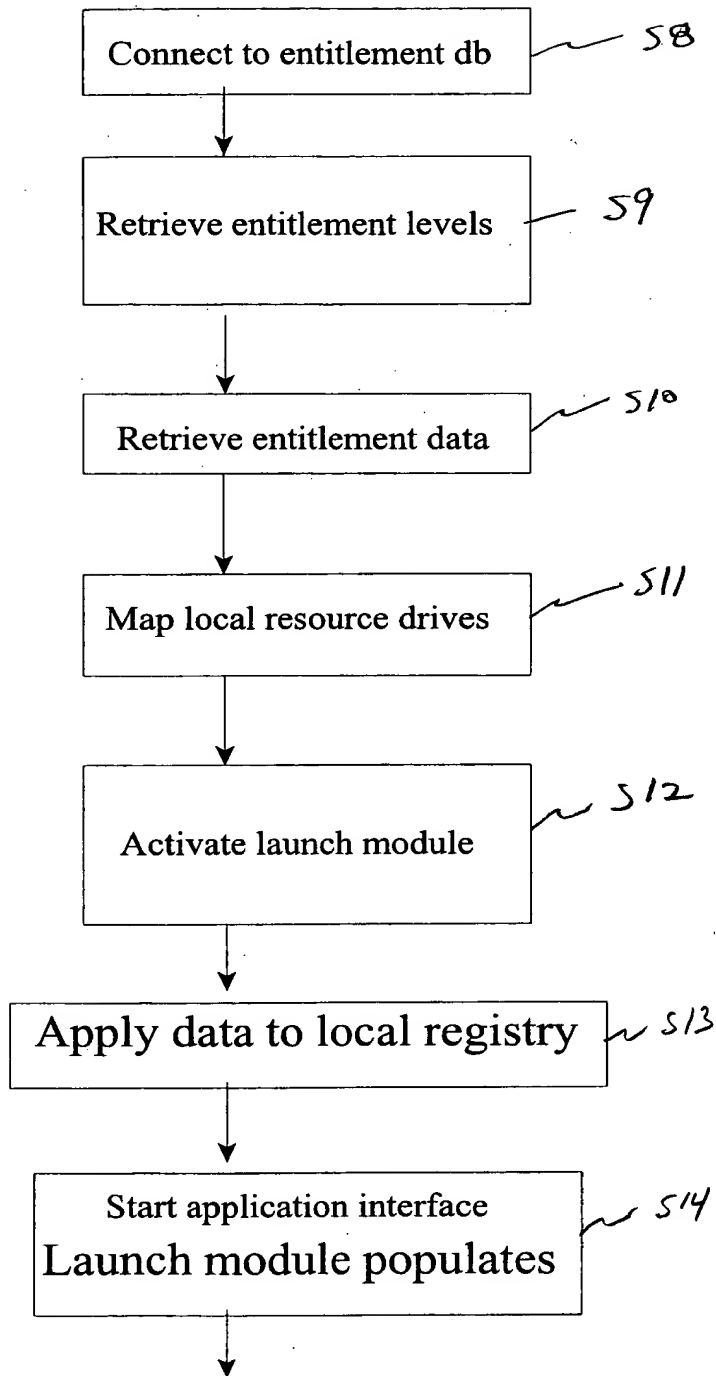 Connect to entitlement db
S8
Retrieve entitlement levels
S9
Retrieve entitlement data
S10
Map local resource drives
S11
Activate launch module
S12
Apply data to local registry
S13
Start application interface
S14
Launch module populates